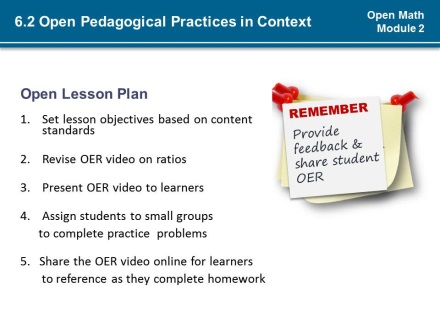 6.2 Open Pedagogical Practices in Context
Open Math
Module 2
Open Lesson Plan
1. Set lesson objectives based on content
standards
2. Revise OER video on ratios
3. Present OER video to learners
4. Assign students to small groups
to complete practice problems
5. Share the OER video online for learners
to reference as they complete homework
REMEMBER
Provide
feedback &
share student
OER